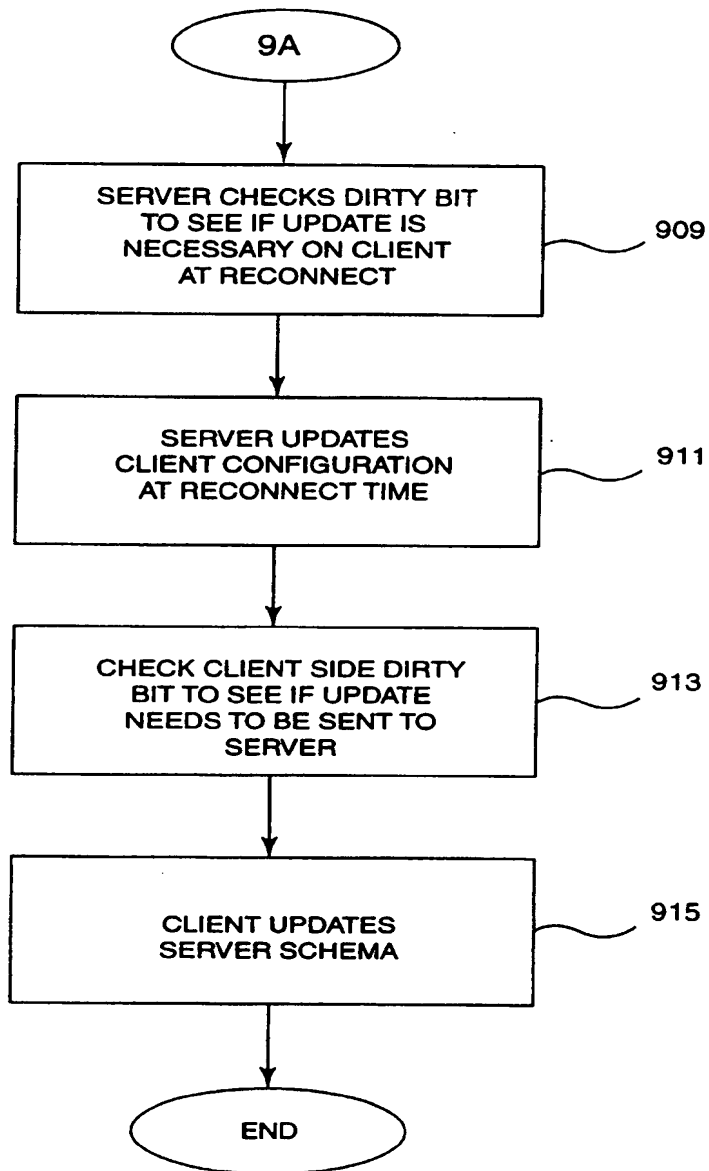 9A
SERVER CHECKS DIRTY BIT
TO SEE IF UPDATE IS
NECESSARY ON CLIENT
AT RECONNECT
909
SERVER UPDATES
CLIENT CONFIGURATION
AT RECONNECT TIME
911
CHECK CLIENT SIDE DIRTY
BIT TO SEE IF UPDATE
NEEDS TO BE SENT TO
SERVER
913
CLIENT UPDATES
SERVER SCHEMA
915
END